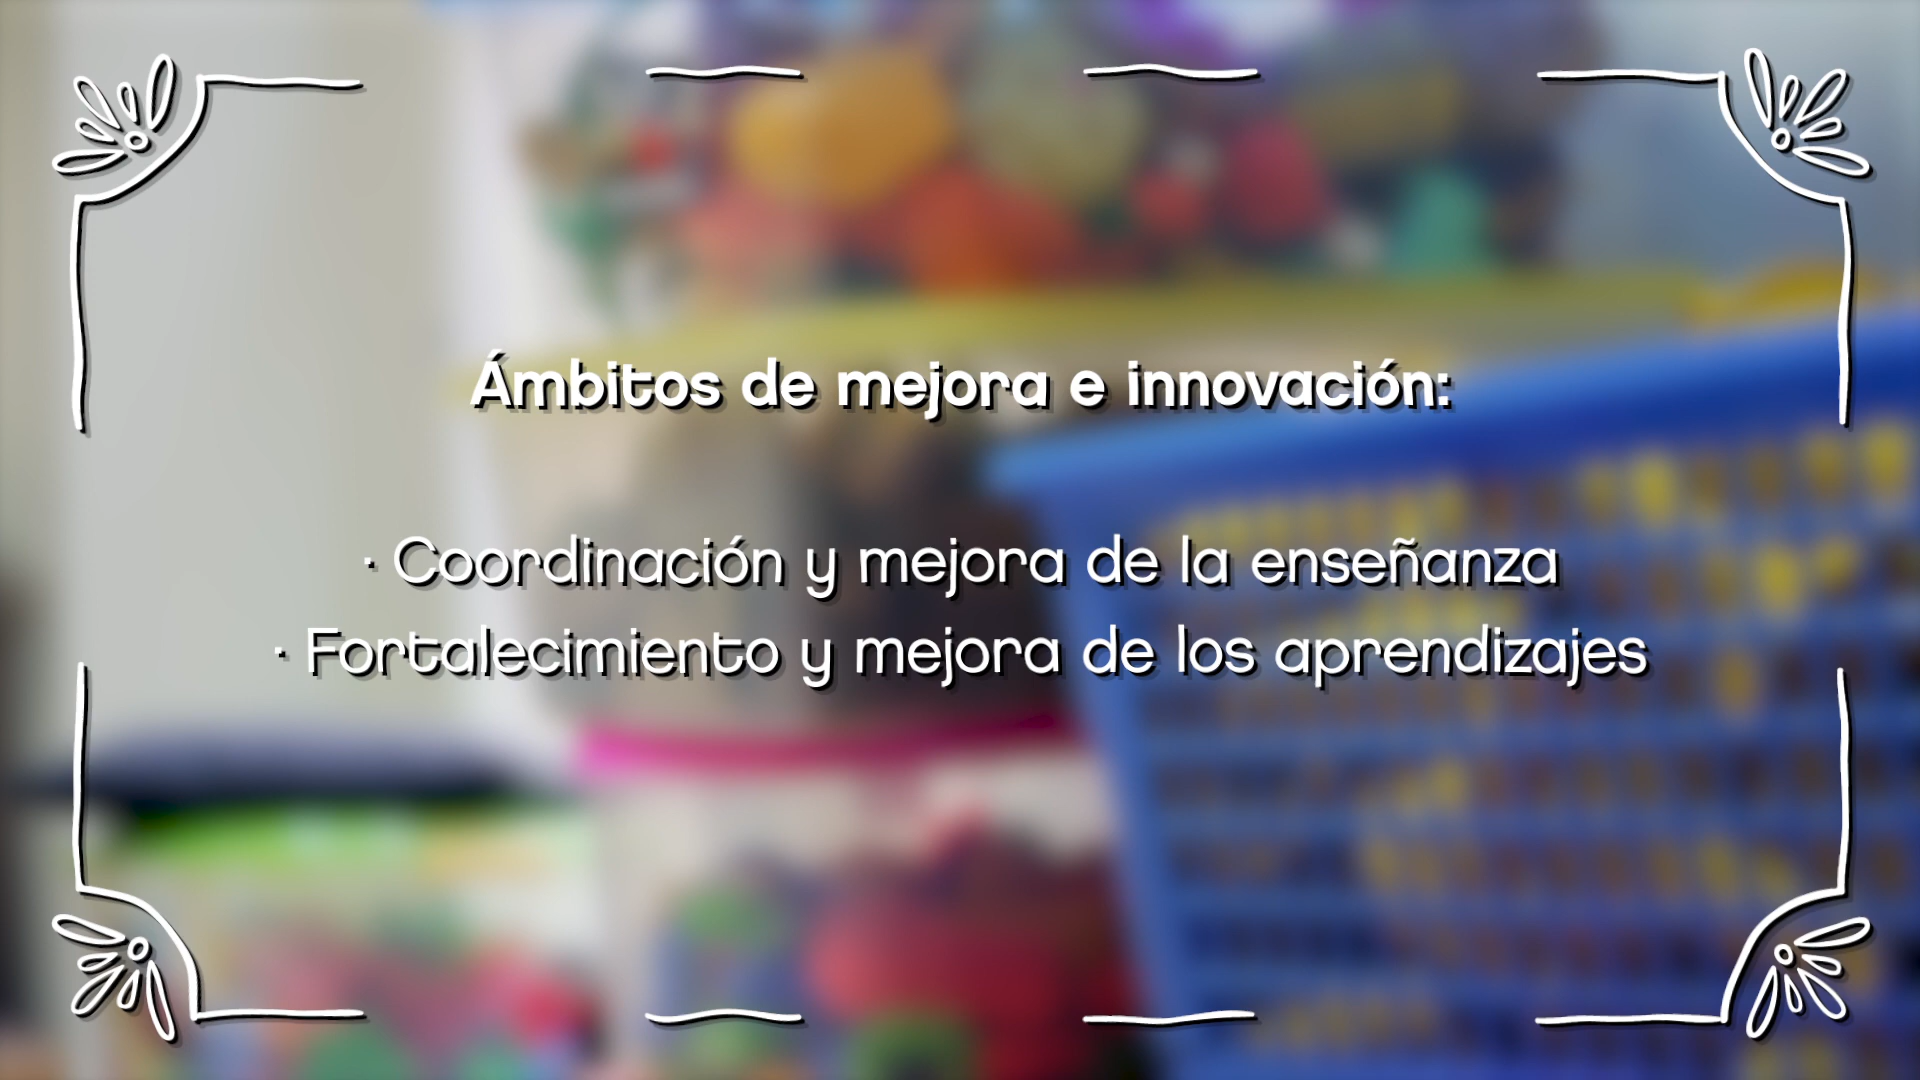 Ámbitos de mejora e innovación:
· Coordinación y mejora de la enseñanza
· Fortalecimiento y mejora de los aprendizajes